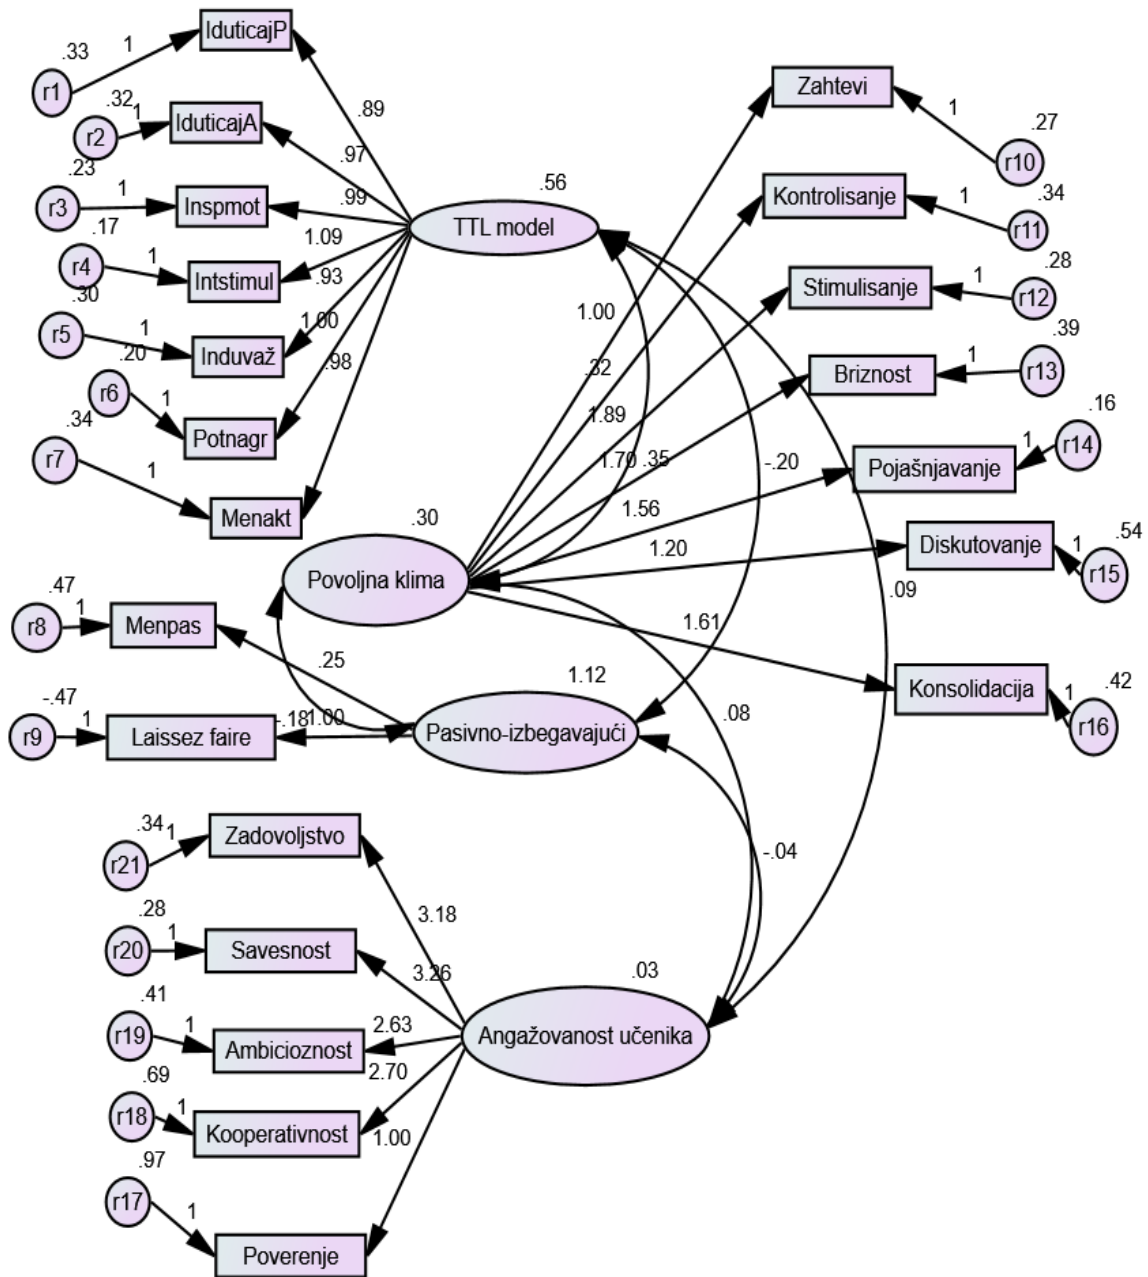 IduticajP
.33
1
r1
.89
.32
1
IduticajA
r2
.97
.23
1
Inspmot
r3
.99
.56
TTL model
.17
1
Intstimul
r4
1.09
.93
.30
1
Induvaž
r5
1.00
.20
r6
1
Potnagr
.98
.34
r7
1
Menakt
Zahtevi
1
.27
r10
Kontrolisanje
1
.34
r11
Stimulisanje
1
.28
r12
1.00
.39
Briznost
1
r13
.32
1.89
.16
1.70
.35
-.20
Pojašnjavanje
1
r14
1.56
.30
Povoljna klima
1.20
Diskutovanje
1
.54
r15
.09
.47
r8
1
Menpas
.25
1.61
Konsolidacija
1
.42
r16
1.12
Pasivno-izbegavajući
.08
-.47
r9
1
Laissez faire
-.18
1.00
.34
1
Zadovoljstvo
r21
-.04
3.18
.28
1
Savesnost
r20
3.26
.03
Angažovanost učenika
.41
1
Ambicioznost
r19
2.63
.69
1
Kooperativnost
r18
2.70
.97
1.00
r17
1
Poverenje